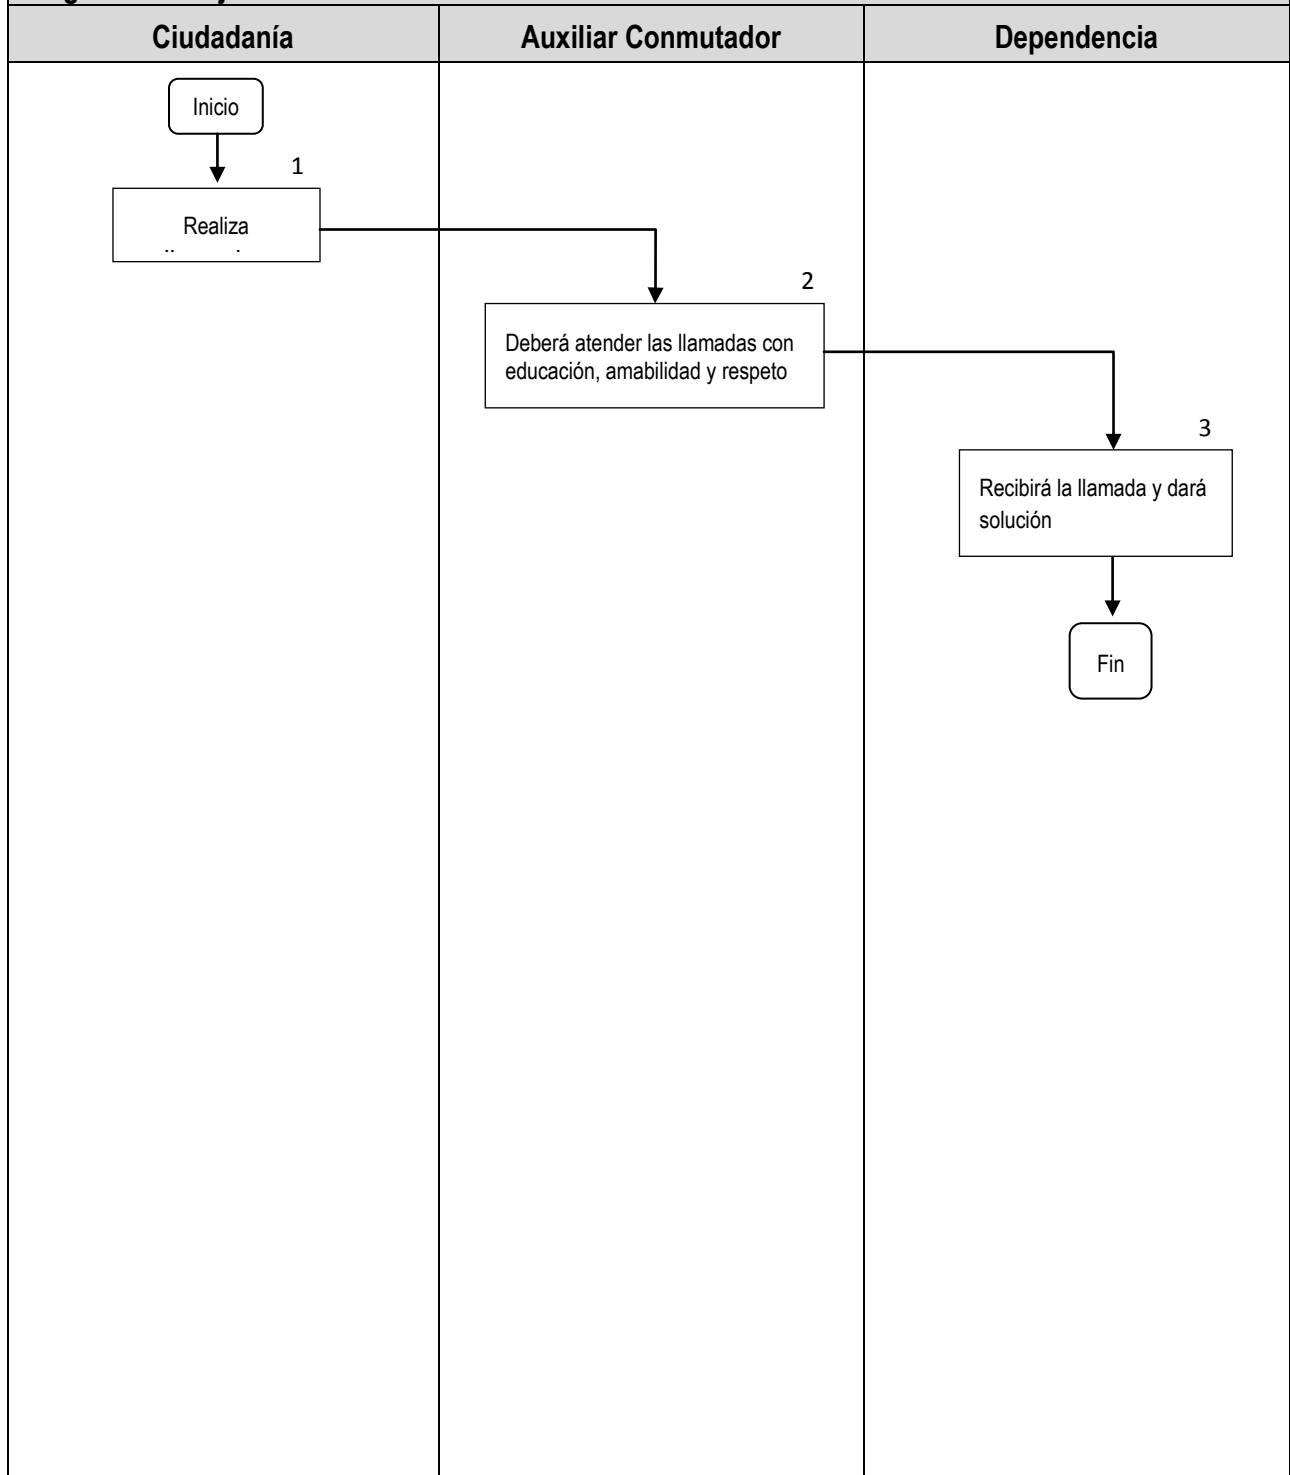 Ciudadanía
Auxiliar Conmutador
Dependencia
Inicio
1
Realiza
2
Deberá atender las llamadas con
educación, amabilidad y respeto
3
Recibirá la llamada y dará
solución
Fin